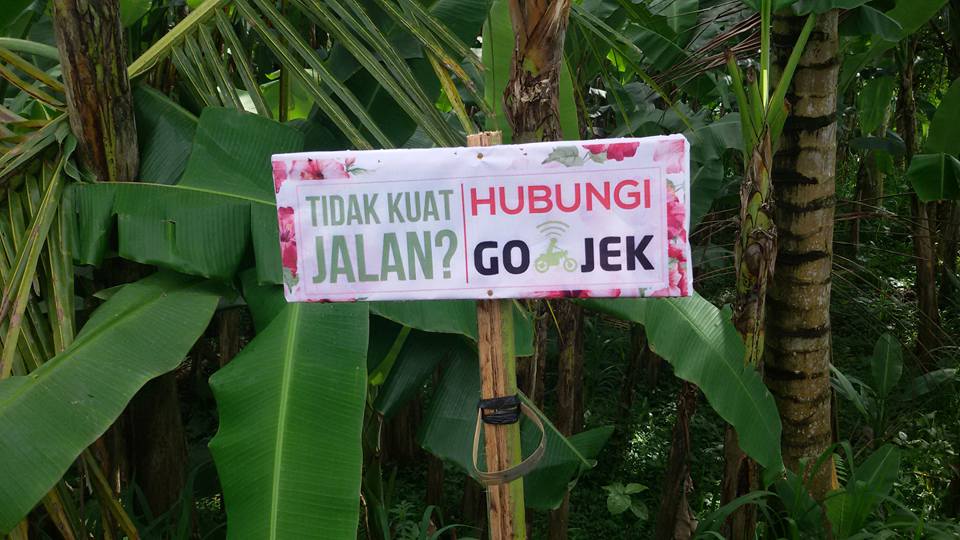 TIDAK KUAT
JALAN?
HUBUNGI
GO JEK